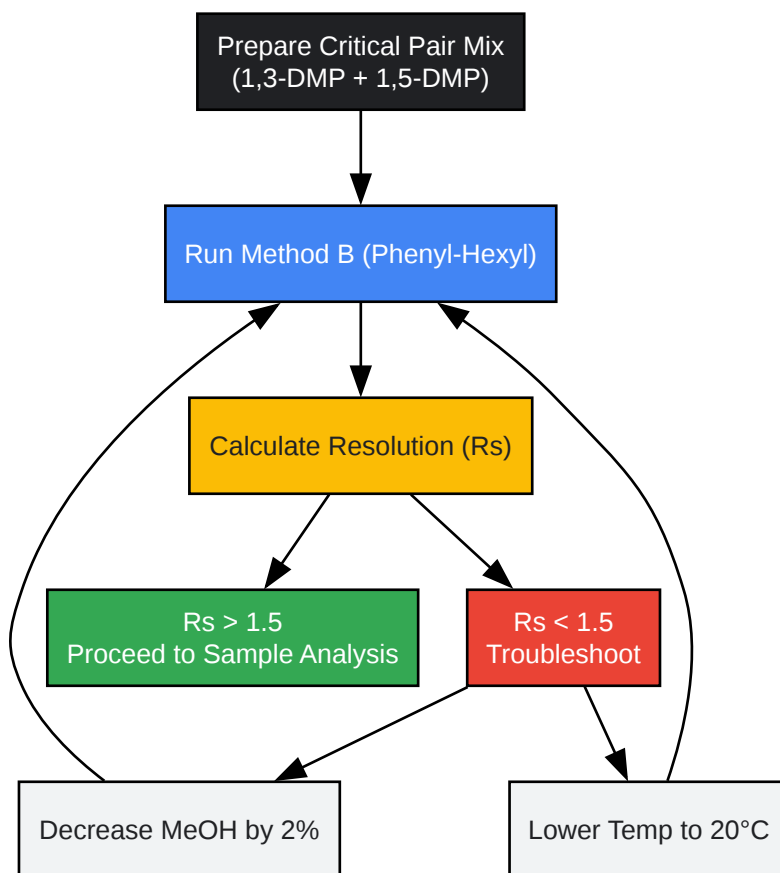 Prepare Critical Pair Mix
(1,3-DMP + 1,5-DMP)
Run Method B (Phenyl-Hexyl)
Calculate Resolution (Rs)
Rs > 1.5
Proceed to Sample Analysis
Rs < 1.5
Troubleshoot
Decrease MeOH by 2%
Lower Temp to 20°C